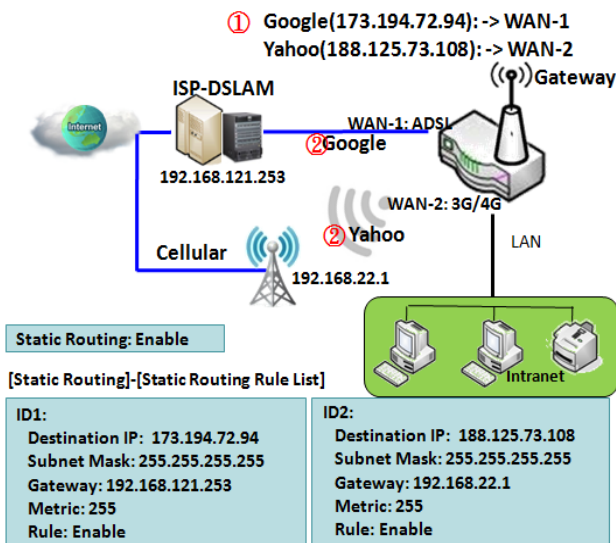 ① Google(173.194.72.94): -> WAN-1
Yahoo(188.125.73.108): -> WAN-2
ISP-DSLAM
Gateway
Internet
WAN-1: ADSL
②Google
192.168.121.253
WAN-2: 3G/4G
②Yahoo
LAN
Cellular
192.168.22.1
Static Routing: Enable
Intranet
[Static Routing]-[Static Routing Rule List]
ID1:
Destination IP: 173.194.72.94
Subnet Mask: 255.255.255.255
Gateway: 192.168.121.253
Metric: 255
Rule: Enable
ID2:
Destination IP: 188.125.73.108
Subnet Mask: 255.255.255.255
Gateway: 192.168.22.1
Metric: 255
Rule: Enable